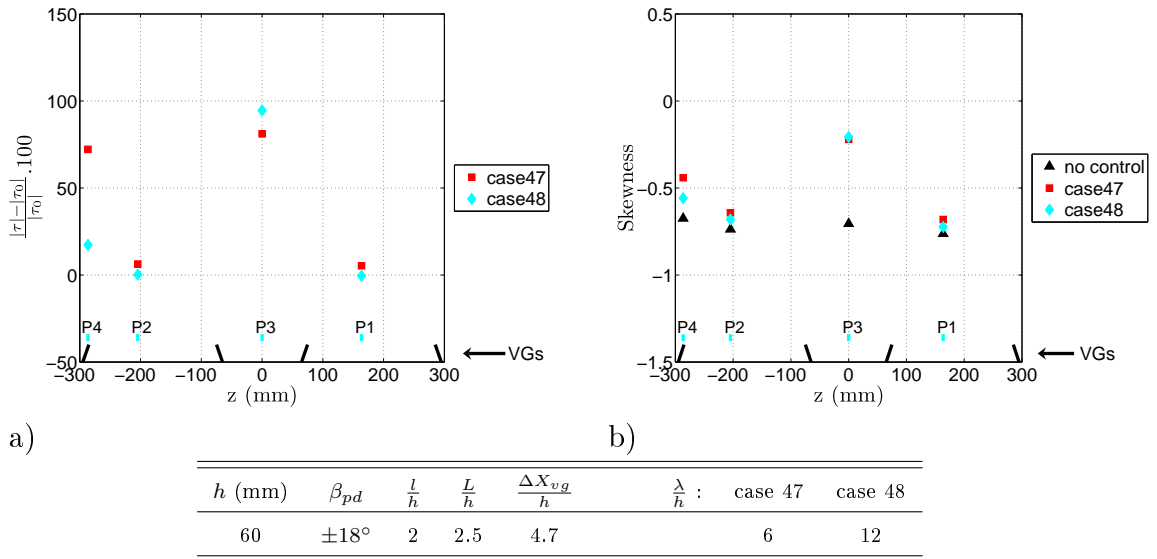 150
100
50
0
−50
−300 −200 −100 0 100 200 300
z (mm)
|τ|−|τ₀| / |τ₀| .100
P4 P2 P3 P1
VGs
case47
case48
a)
0.5
0
−0.5
−1
−1.5
−300 −200 −100 0 100 200 300
z (mm)
Skewness
P4 P2 P3 P1
VGs
no control
case47
case48
b)
h (mm) β_pd l/h L/h ΔX_vg/h λ/h : case 47 case 48
60 ±18° 2 2.5 4.7 6 12